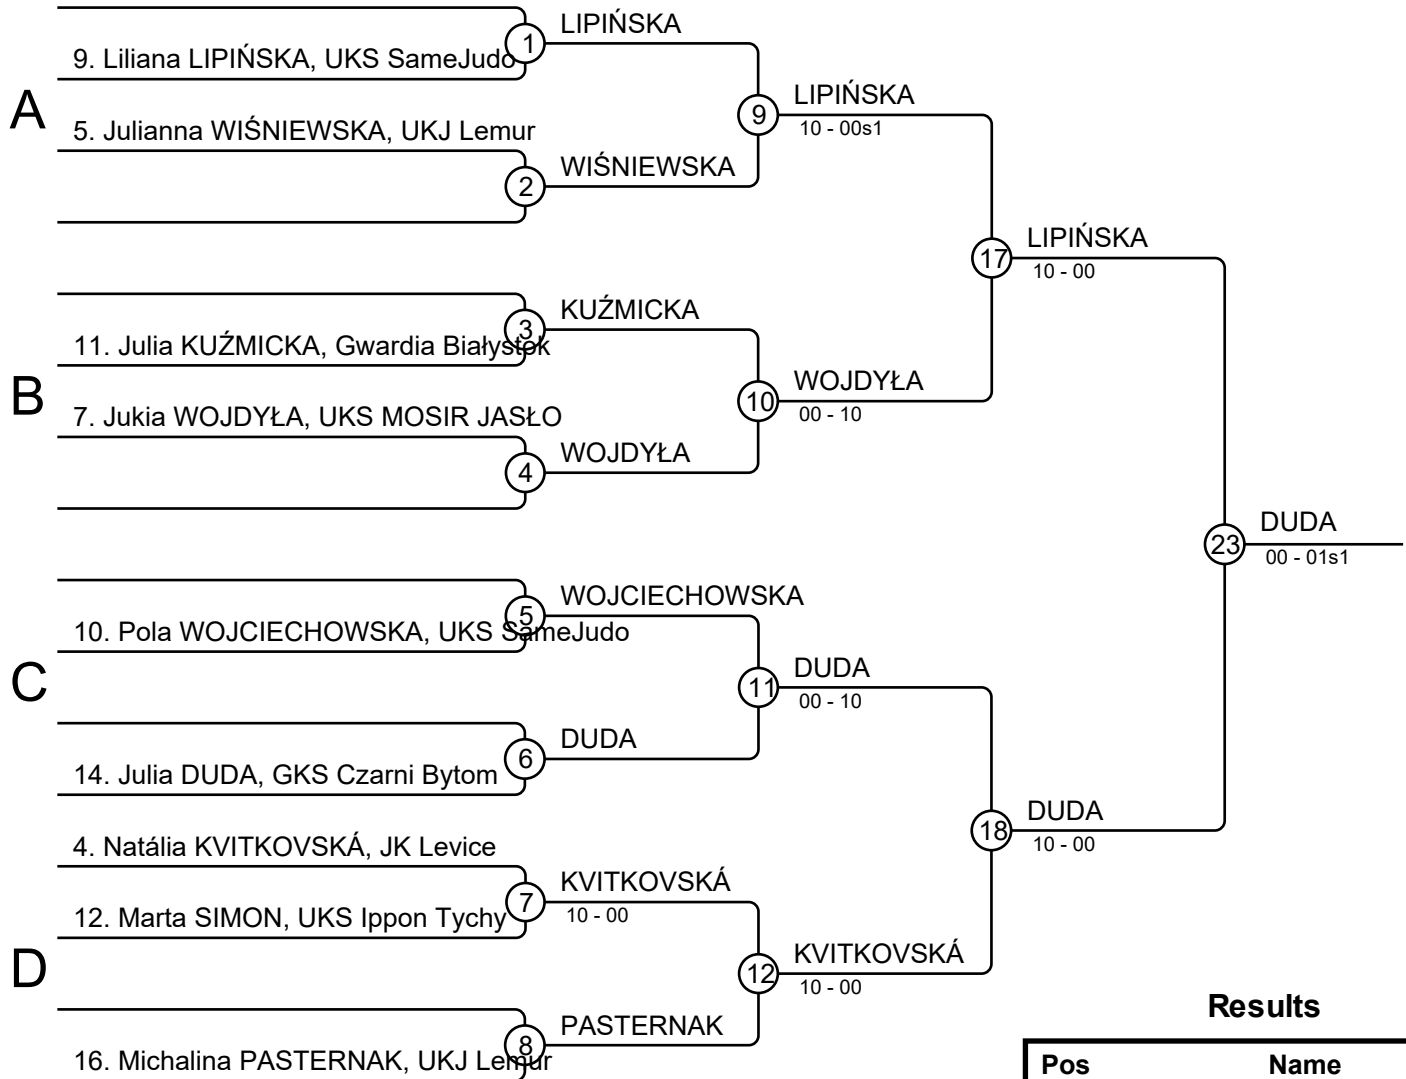 LIPIŃSKA
1
9. Liliana LIPIŃSKA, UKS SameJudo
LIPIŃSKA
9
10 - 00s1
A
5. Julianna WIŚNIEWSKA, UKJ Lemur
WIŚNIEWSKA
2
LIPIŃSKA
17
10 - 00
KUŹMICKA
3
11. Julia KUŹMICKA, Gwardia Białystok
WOJDYŁA
10
00 - 10
B
7. Jukia WOJDYŁA, UKS MOSIR JASŁO
WOJDYŁA
4
DUDA
23
00 - 01s1
WOJCIECHOWSKA
5
10. Pola WOJCIECHOWSKA, UKS SameJudo
DUDA
11
00 - 10
C
DUDA
6
14. Julia DUDA, GKS Czarni Bytom
DUDA
18
10 - 00
4. Natália KVITKOVSKÁ, JK Levice
KVITKOVSKÁ
7
10 - 00
12. Marta SIMON, UKS Ippon Tychy
KVITKOVSKÁ
12
10 - 00
D
PASTERNAK
8
16. Michalina PASTERNAK, UKJ Lemur
Results
Pos Name